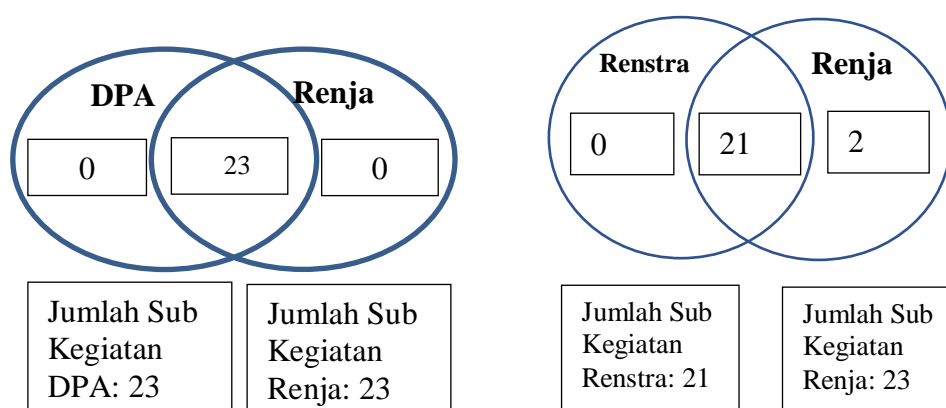 DPA
Renja
0
23
0
Jumlah Sub
Kegiatan
DPA: 23
Jumlah Sub
Kegiatan
Renja: 23
Renstra
Renja
0
21
2
Jumlah Sub
Kegiatan
Renstra: 21
Jumlah Sub
Kegiatan
Renja: 23